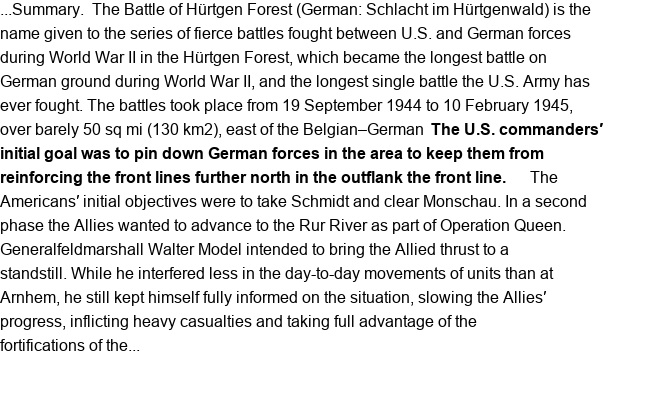 ...Summary.  The Battle of Hürtgen Forest (German: Schlacht im Hürtgenwald) is the
name given to the series of fierce battles fought between U.S. and German forces
during World War II in the Hürtgen Forest, which became the longest battle on
German ground during World War II, and the longest single battle the U.S. Army has
ever fought. The battles took place from 19 September 1944 to 10 February 1945,
over barely 50 sq mi (130 km2), east of the Belgian–German  The U.S. commanders′
initial goal was to pin down German forces in the area to keep them from
reinforcing the front lines further north in the outflank the front line.      The
Americans′ initial objectives were to take Schmidt and clear Monschau. In a second
phase the Allies wanted to advance to the Rur River as part of Operation Queen.
Generalfeldmarshall Walter Model intended to bring the Allied thrust to a
standstill. While he interfered less in the day-to-day movements of units than at
Arnhem, he still kept himself fully informed on the situation, slowing the Allies′
progress, inflicting heavy casualties and taking full advantage of the
fortifications of the...